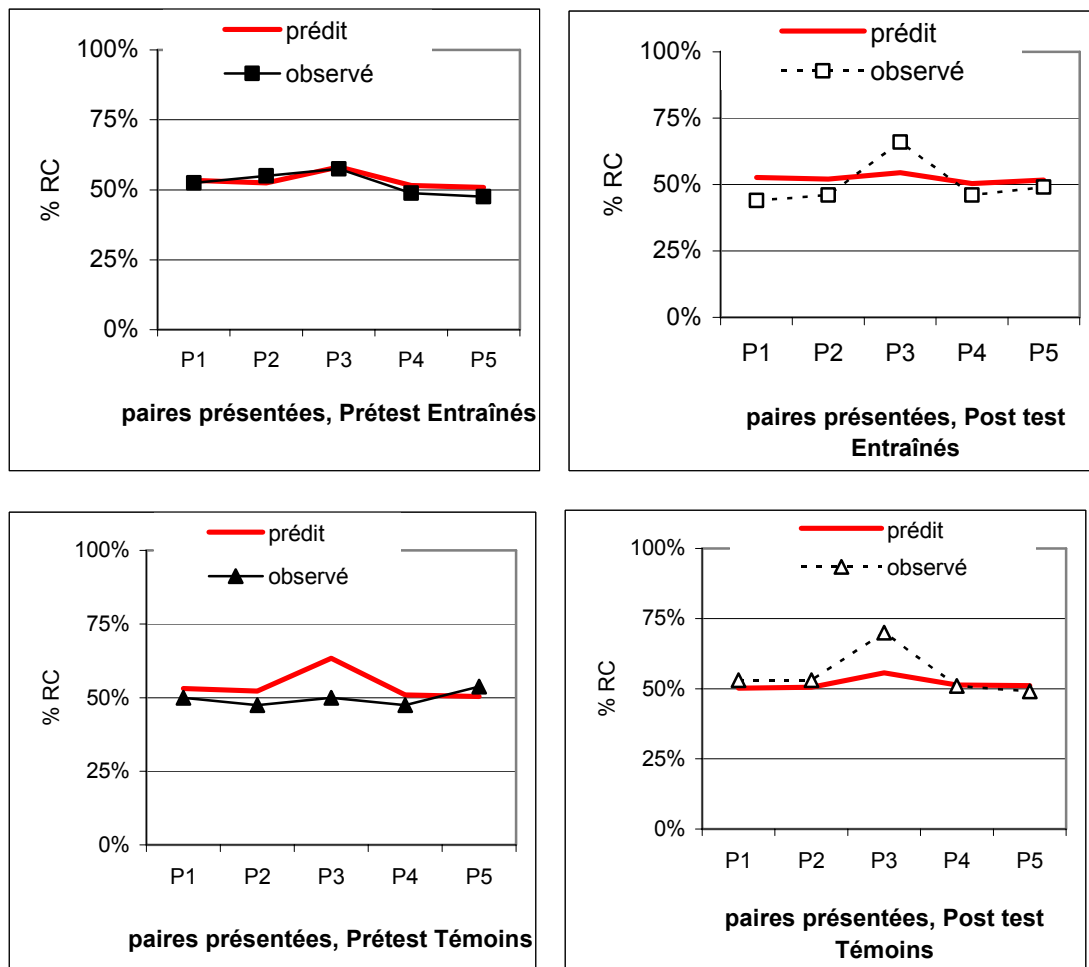 prédit
observé
100%
75%
50%
25%
0%
% RC
P1 P2 P3 P4 P5
paires présentées, Prétest Entraînés
prédit
observé
100%
75%
50%
25%
0%
% RC
P1 P2 P3 P4 P5
paires présentées, Post test
Entraînés
prédit
observé
100%
75%
50%
25%
0%
% RC
P1 P2 P3 P4 P5
paires présentées, Prétest Témoins
prédit
observé
100%
75%
50%
25%
0%
% RC
P1 P2 P3 P4 P5
paires présentées, Post test
Témoins